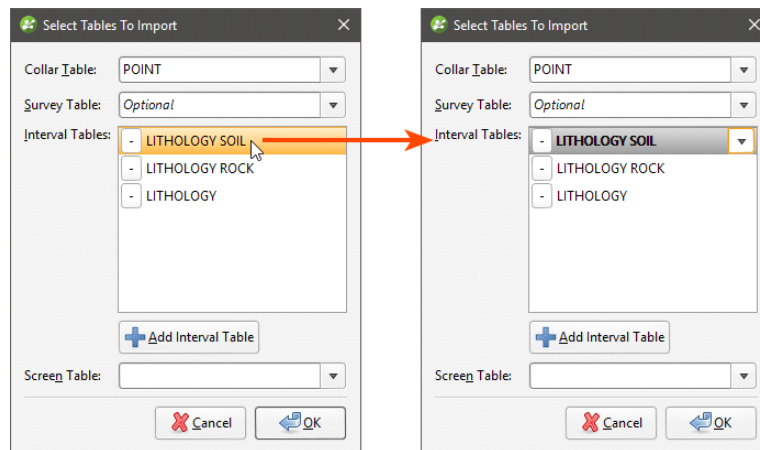 Select Tables To Import
Collar Table: POINT
Survey Table: Optional
Interval Tables: - LITHOLOGY SOIL
- LITHOLOGY ROCK
- LITHOLOGY
Add Interval Table
Screen Table:
Cancel OK
Select Tables To Import
Collar Table: POINT
Survey Table: Optional
Interval Tables: - LITHOLOGY SOIL
- LITHOLOGY ROCK
- LITHOLOGY
Add Interval Table
Screen Table:
Cancel OK